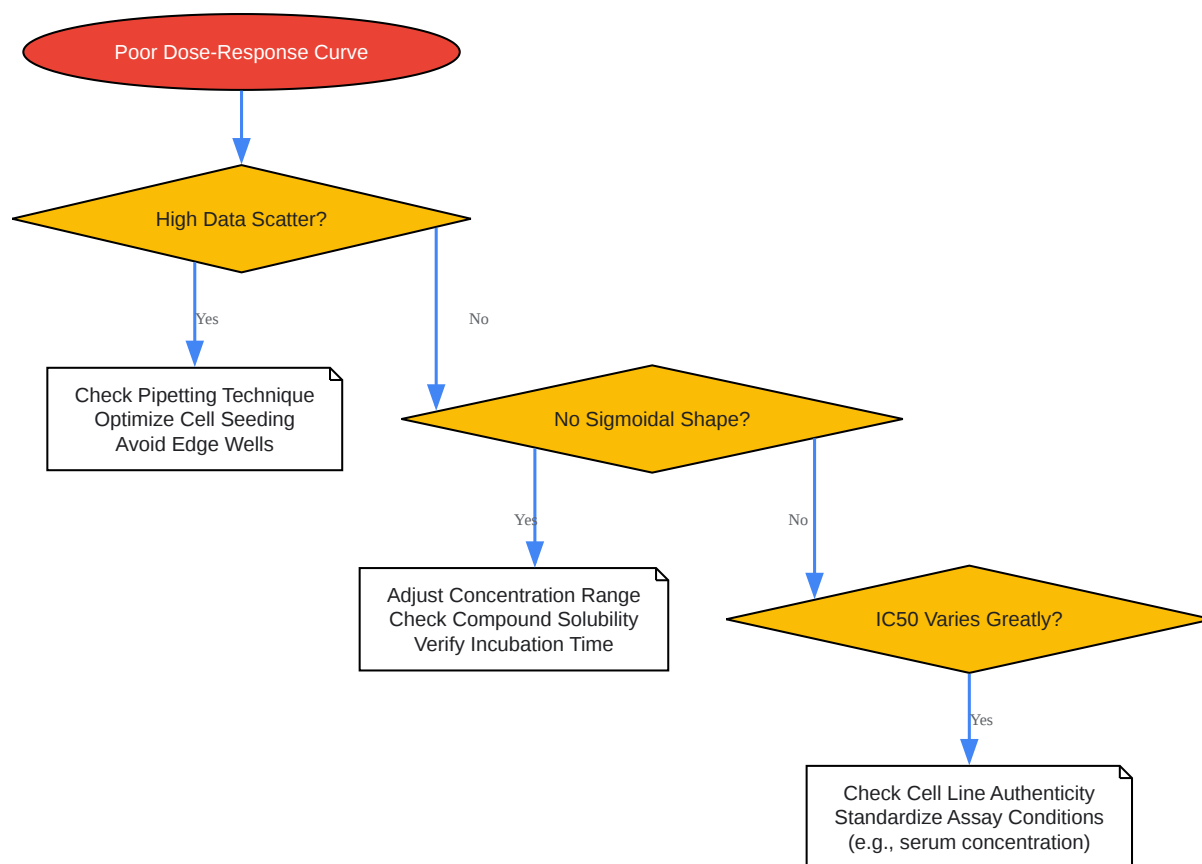 Poor Dose-Response Curve
High Data Scatter?
Yes
No
Check Pipetting Technique
Optimize Cell Seeding
Avoid Edge Wells
No Sigmoidal Shape?
Yes
No
Adjust Concentration Range
Check Compound Solubility
Verify Incubation Time
IC50 Varies Greatly?
Yes
Check Cell Line Authenticity
Standardize Assay Conditions
(e.g., serum concentration)